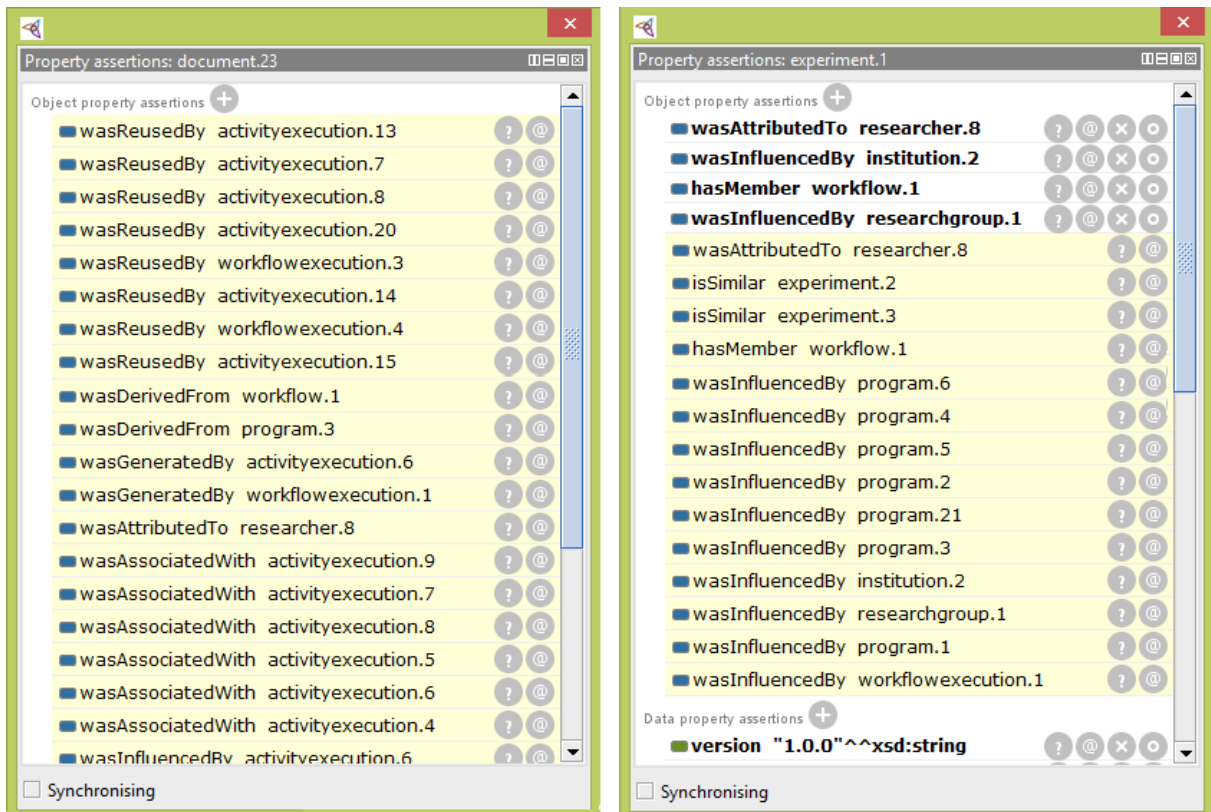 Property assertions: document.23
Object property assertions
wasReusedBy activityexecution.13
wasReusedBy activityexecution.7
wasReusedBy activityexecution.8
wasReusedBy activityexecution.20
wasReusedBy workflowexecution.3
wasReusedBy activityexecution.14
wasReusedBy workflowexecution.4
wasReusedBy activityexecution.15
wasDerivedFrom workflow.1
wasDerivedFrom program.3
wasGeneratedBy activityexecution.6
wasGeneratedBy workflowexecution.1
wasAttributedTo researcher.8
wasAssociatedWith activityexecution.9
wasAssociatedWith activityexecution.7
wasAssociatedWith activityexecution.8
wasAssociatedWith activityexecution.5
wasAssociatedWith activityexecution.6
wasAssociatedWith activityexecution.4
wasInfluencedBy activityexecution.6
Synchronising
Property assertions: experiment.1
Object property assertions
wasAttributedTo researcher.8
wasInfluencedBy institution.2
hasMember workflow.1
wasInfluencedBy researchgroup.1
wasAttributedTo researcher.8
isSimilar experiment.2
isSimilar experiment.3
hasMember workflow.1
wasInfluencedBy program.6
wasInfluencedBy program.4
wasInfluencedBy program.5
wasInfluencedBy program.2
wasInfluencedBy program.21
wasInfluencedBy program.3
wasInfluencedBy institution.2
wasInfluencedBy researchgroup.1
wasInfluencedBy program.1
wasInfluencedBy workflowexecution.1
Data property assertions
version "1.0.0"^^xsd:string
Synchronising